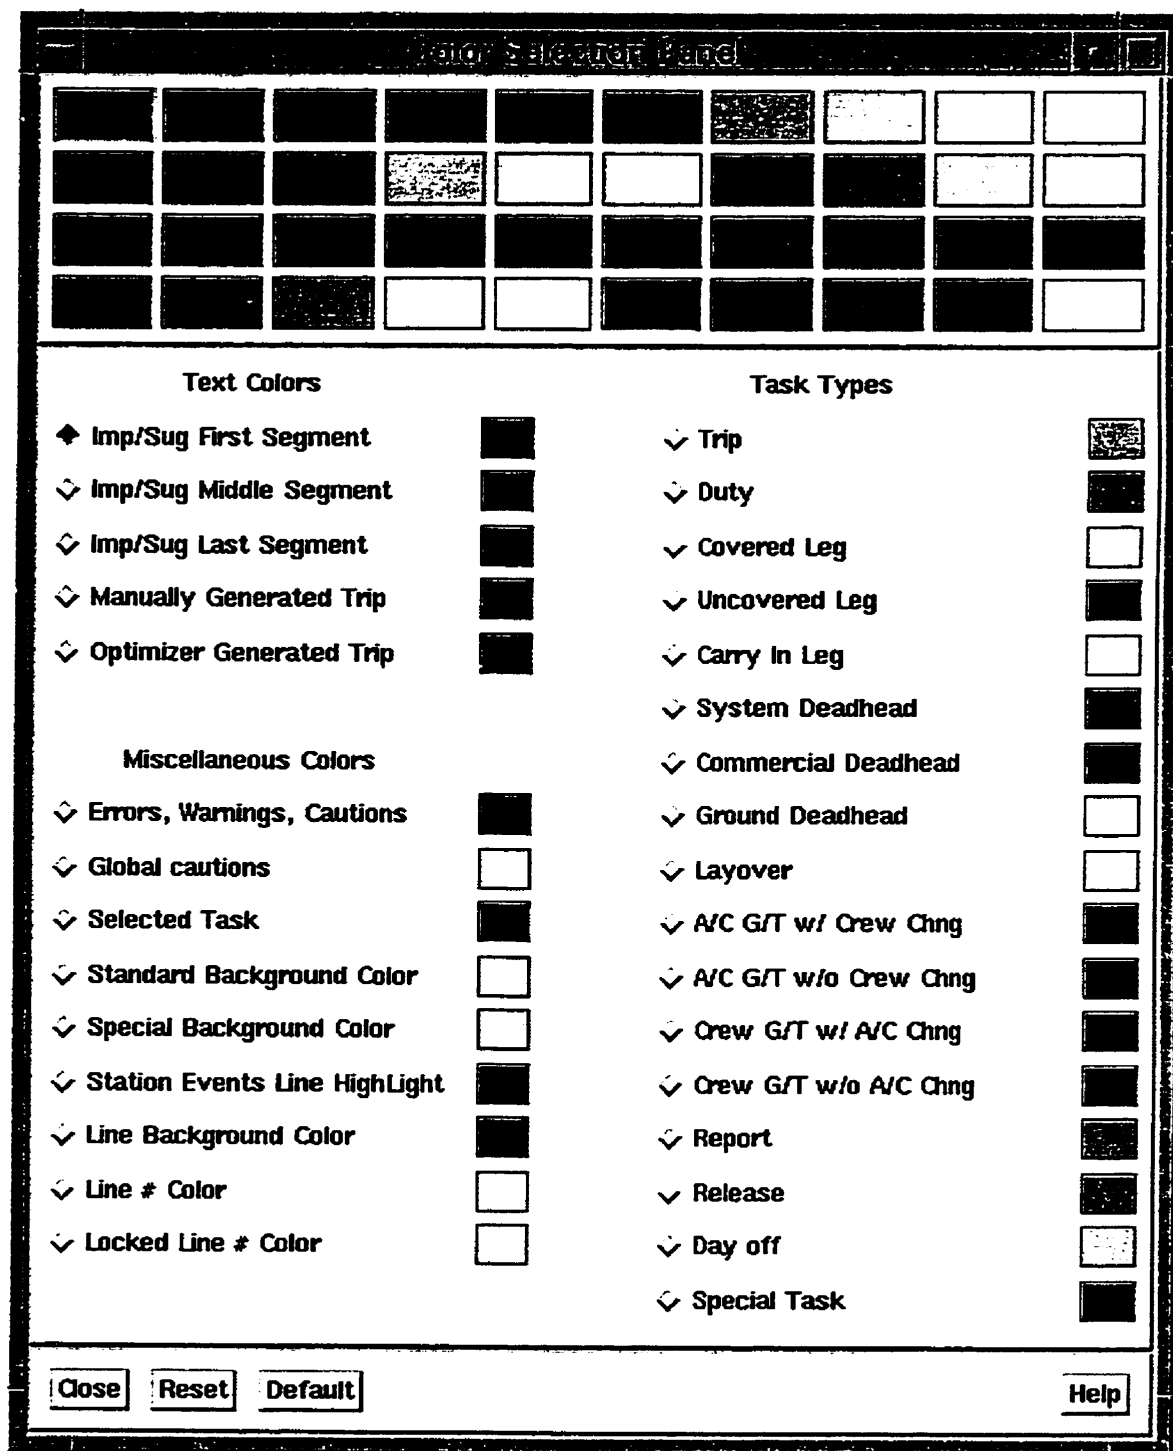 Color Selection Panel
Text Colors
Imp/Sug First Segment
Imp/Sug Middle Segment
Imp/Sug Last Segment
Manually Generated Trip
Optimizer Generated Trip
Miscellaneous Colors
Errors, Warnings, Cautions
Global cautions
Selected Task
Standard Background Color
Special Background Color
Station Events Line HighLight
Line Background Color
Line # Color
Locked Line # Color
Task Types
Trip
Duty
Covered Leg
Uncovered Leg
Carry In Leg
System Deadhead
Commercial Deadhead
Ground Deadhead
Layover
A/C G/T w/ Crew Chng
A/C G/T w/o Crew Chng
Crew G/T w/ A/C Chng
Crew G/T w/o A/C Chng
Report
Release
Day off
Special Task
Close Reset Default Help